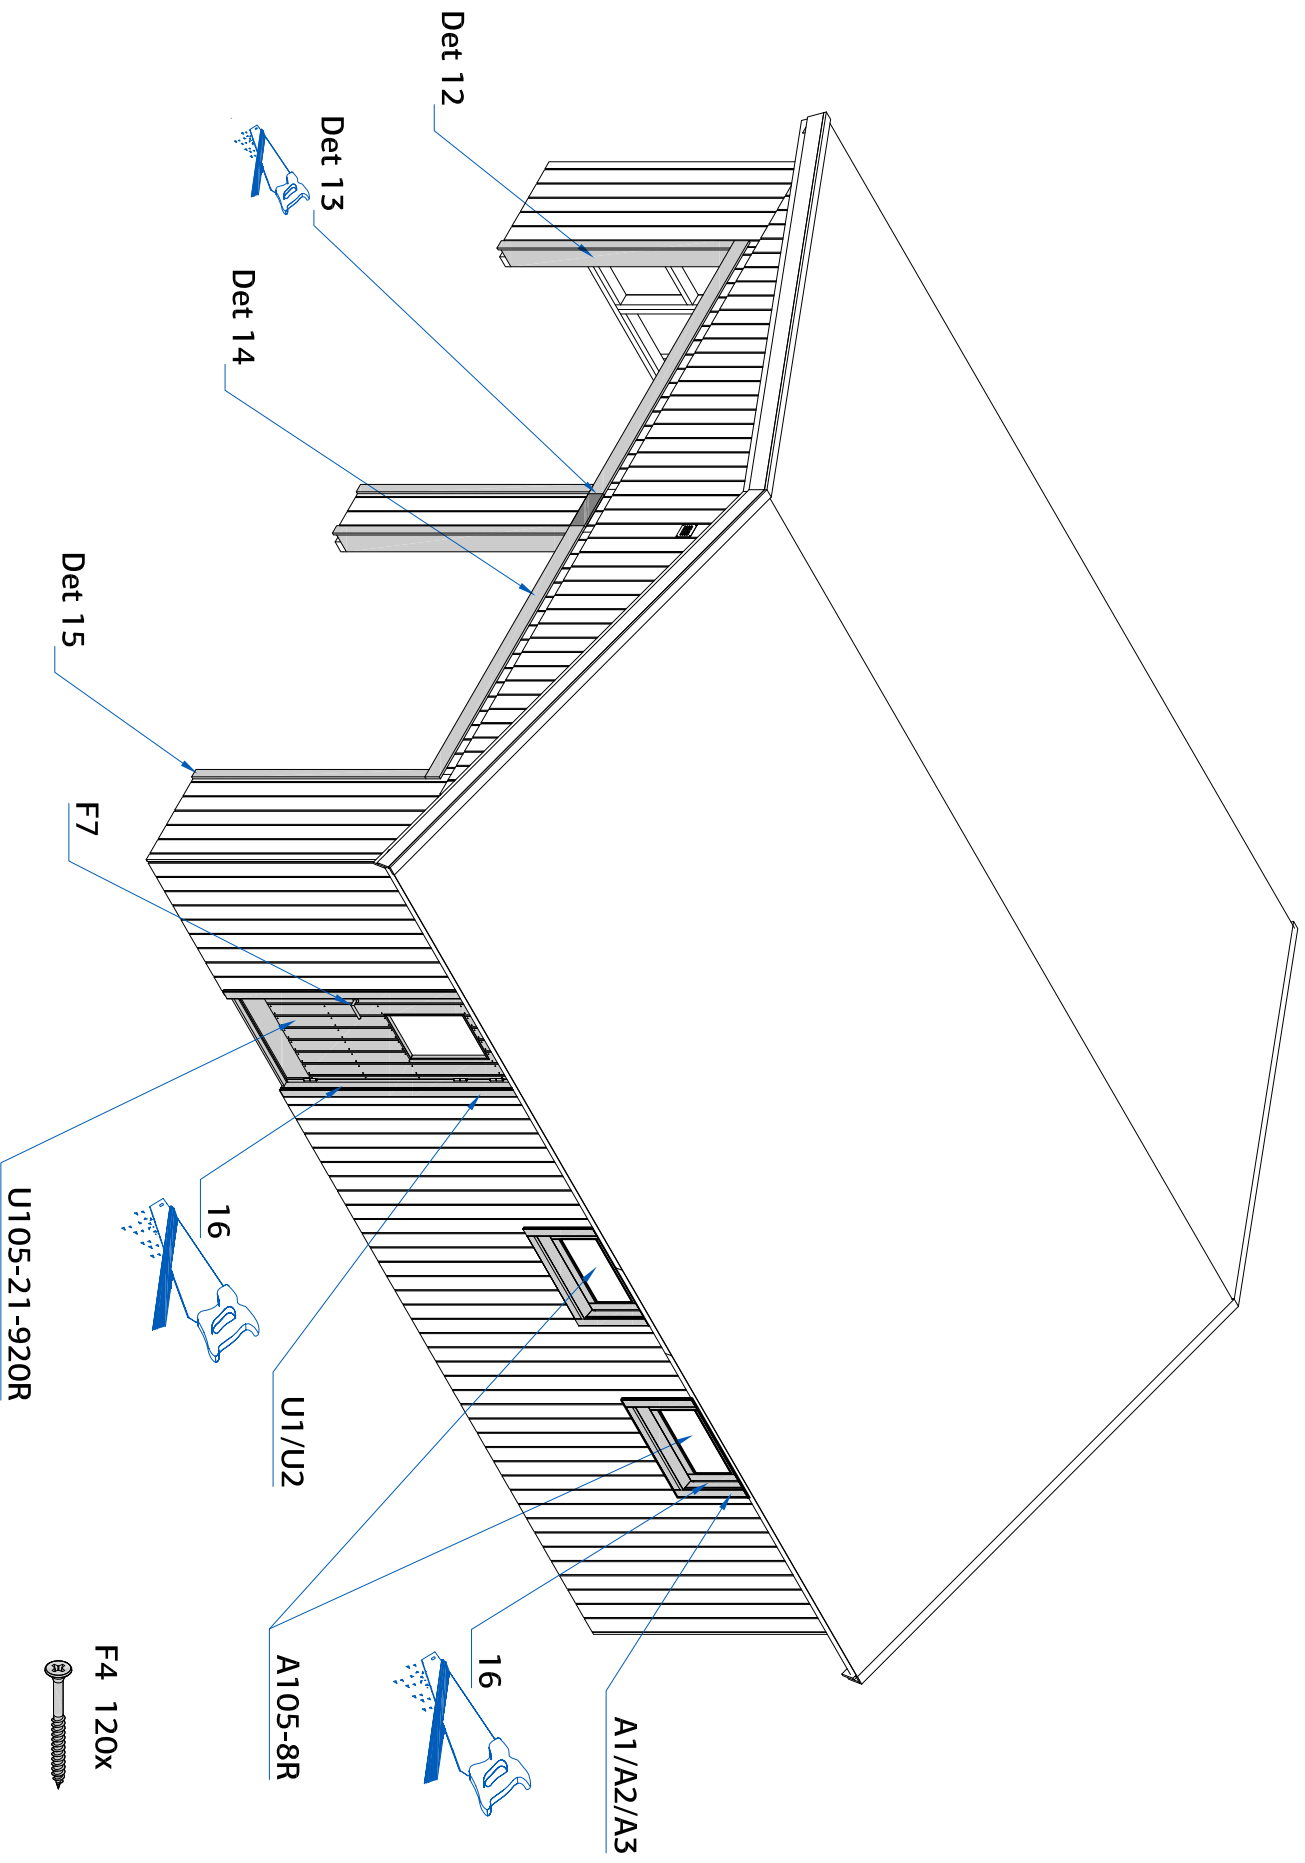 Det 12
Det 13
Det 14
Det 15
F7
U105-21-920R
16
U1/U2
A105-8R
16
A1/A2/A3
F4 120x